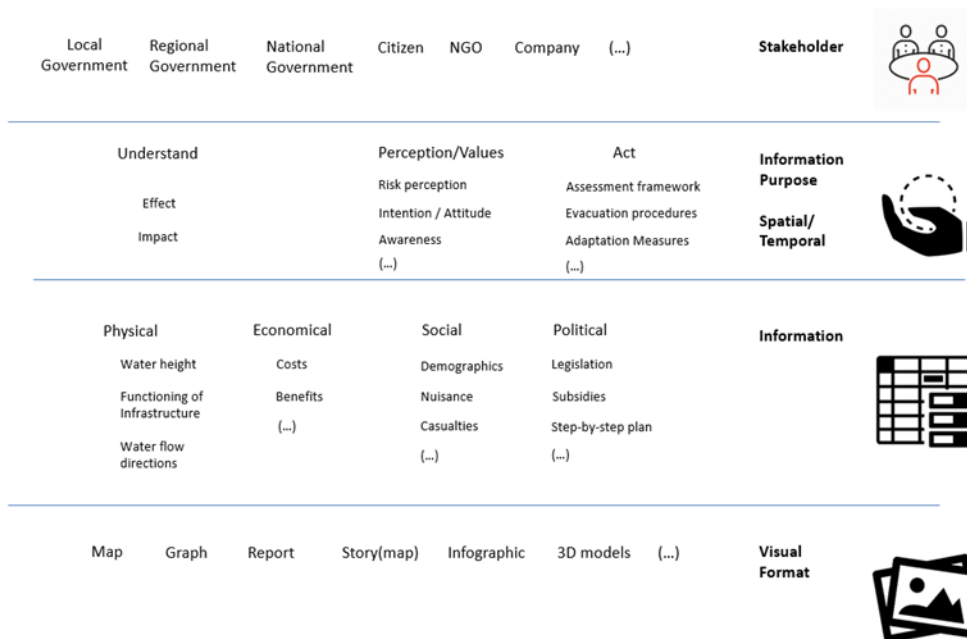 Local Government
Regional Government
National Government
Citizen
NGO
Company
(...)
Stakeholder
Understand
Effect
Impact
Perception/Values
Risk perception
Intention / Attitude
Awareness
(...)
Act
Assessment framework
Evacuation procedures
Adaptation Measures
(...)
Information
Purpose
Spatial/
Temporal
Physical
Water height
Functioning of
Infrastructure
Water flow
directions
Economical
Costs
Benefits
(...)
Social
Demographics
Nuisance
Casualties
(...)
Political
Legislation
Subsidies
Step-by-step plan
(...)
Information
Map
Graph
Report
Story(map)
Infographic
3D models
(...)
Visual
Format